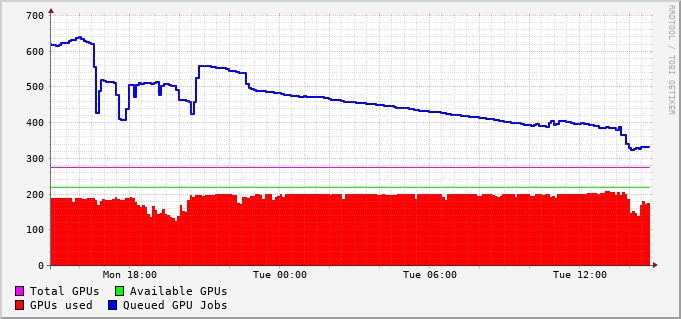 700
600
500
400
300
200
100
0
Mon 18:00 Tue 00:00 Tue 06:00 Tue 12:00
Total GPUs Available GPUs
GPUs used Queued GPU Jobs
RRDTOOL / TOBI OETIKER